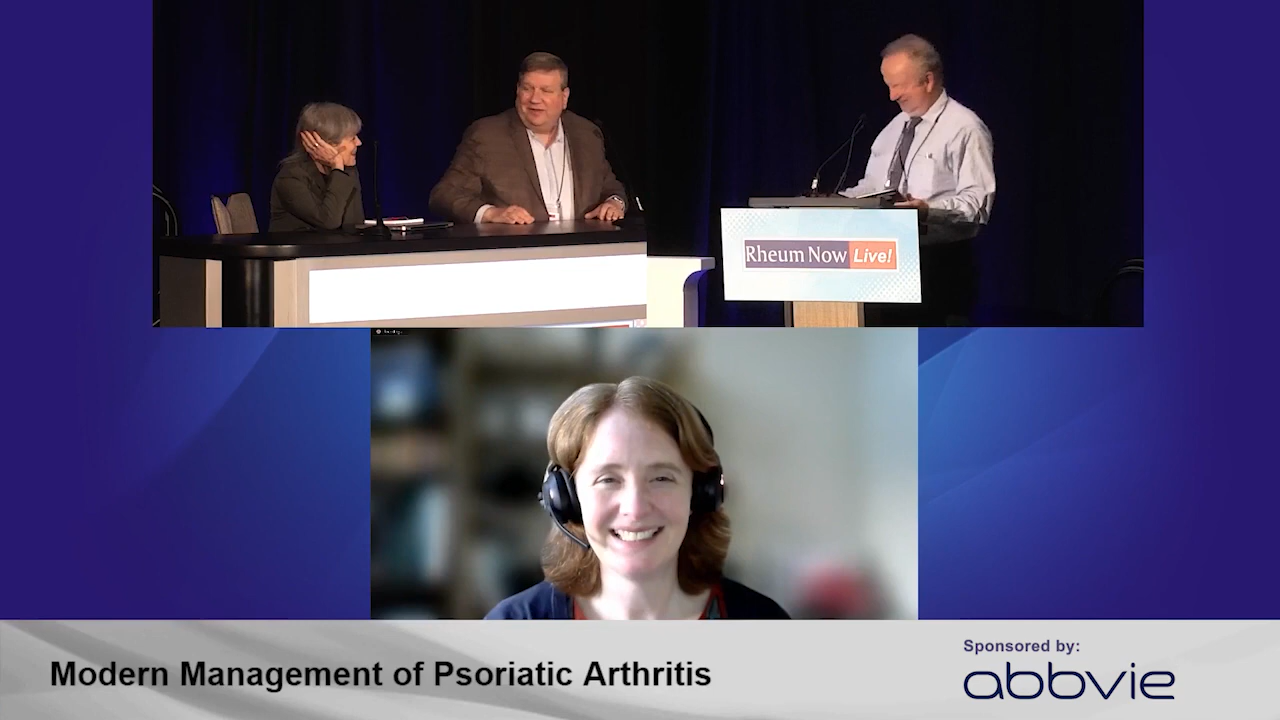 Rheum Now Live!
Modern Management of Psoriatic Arthritis
Sponsored by:
abbvie